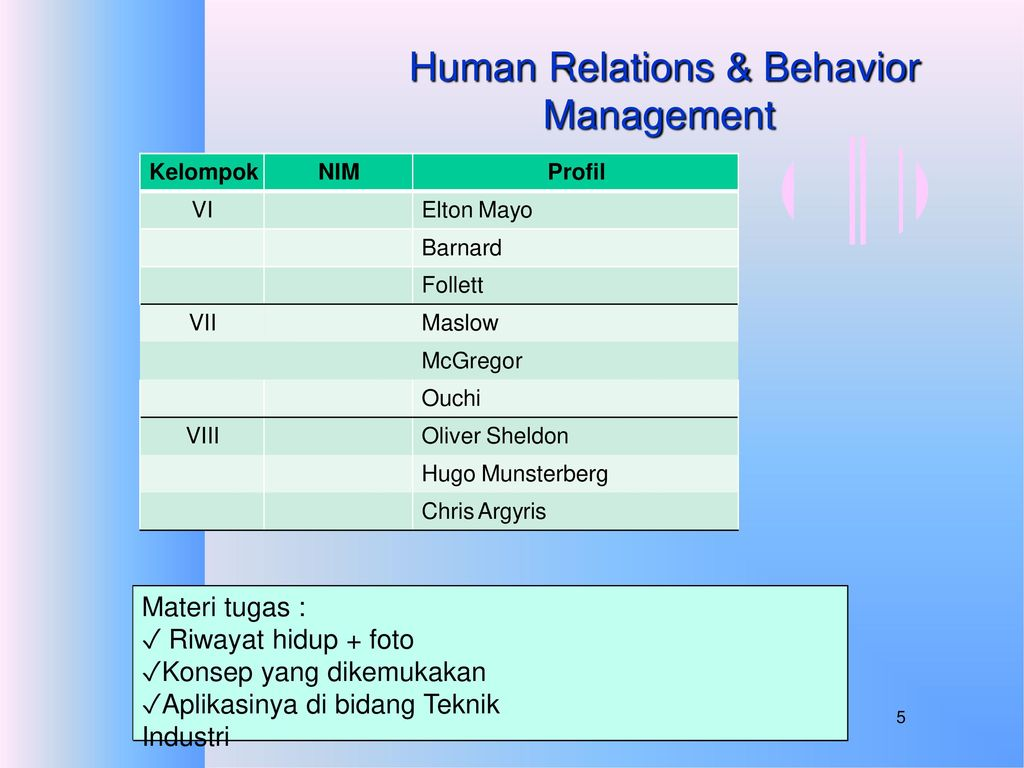 Human Relations & Behavior
Management
Kelompok NIM Profil
VI Elton Mayo
Barnard
Follett
VII Maslow
McGregor
Ouchi
VIII Oliver Sheldon
Hugo Munsterberg
Chris Argyris
Materi tugas :
✓ Riwayat hidup + foto
✓Konsep yang dikemukakan
✓Aplikasinya di bidang Teknik
Industri
5